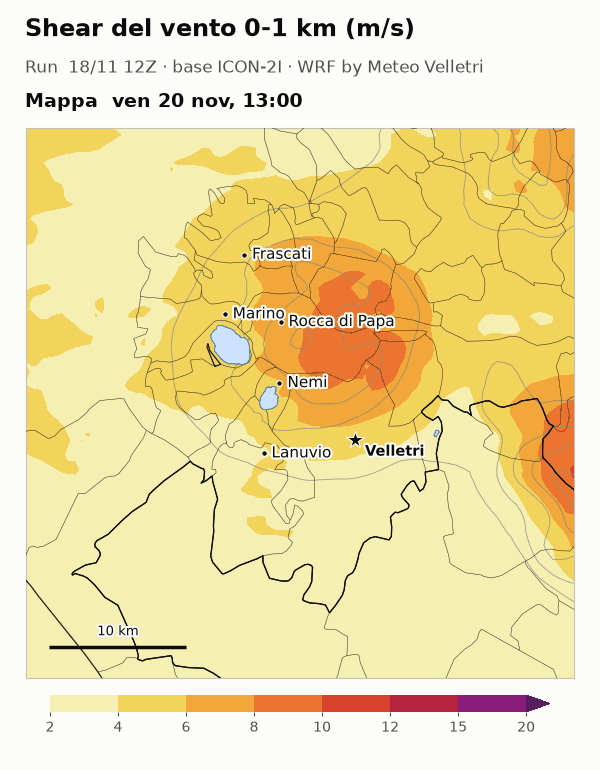 Shear del vento 0-1 km (m/s)
Run 18/11 12Z · base ICON-2I · WRF by Meteo Velletri
Mappa ven 20 nov, 13:00
Frascati
Marino
Rocca di Papa
Nemi
Velletri
Lanuvio
10 km
2 4 6 8 10 12 15 20